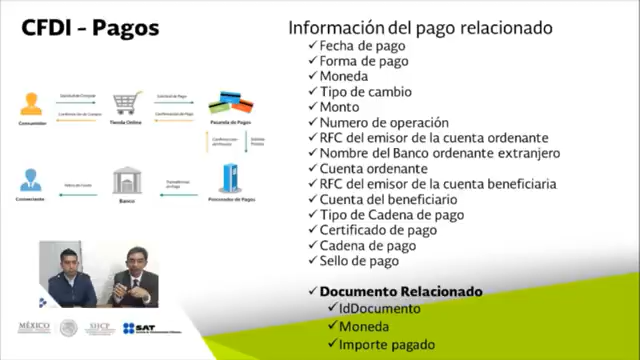 CFDI - Pagos
Información del pago relacionado
✓ Fecha de pago
✓ Forma de pago
✓ Moneda
✓ Tipo de cambio
✓ Monto
✓ Numero de operación
✓ RFC del emisor de la cuenta ordenante
✓ Nombre del Banco ordenante extranjero
✓ Cuenta ordenante
✓ RFC del emisor de la cuenta beneficiaria
✓ Cuenta del beneficiario
✓ Tipo de Cadena de pago
✓ Certificado de pago
✓ Cadena de pago
✓ Sello de pago
✓ Documento Relacionado
✓ IdDocumento
✓ Moneda
✓ Importe pagado
Consumidor
Tienda Online
Pasarela de Pagos
Comerciante
Banco
Procesador de Pagos
MÉXICO
SHCP
SAT